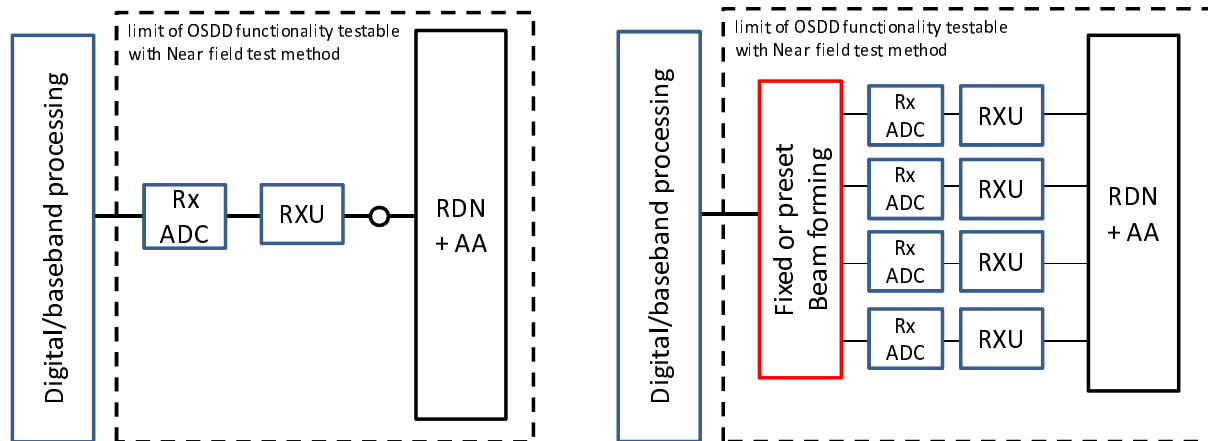 limit of OSDD functionality testable
with Near field test method
Digital/baseband processing
Rx
ADC
RXU
RDN
+ AA
limit of OSDD functionality testable
with Near field test method
Digital/baseband processing
Fixed or preset
Beam forming
Rx
ADC
RXU
Rx
ADC
RXU
Rx
ADC
RXU
Rx
ADC
RXU
RDN
+ AA